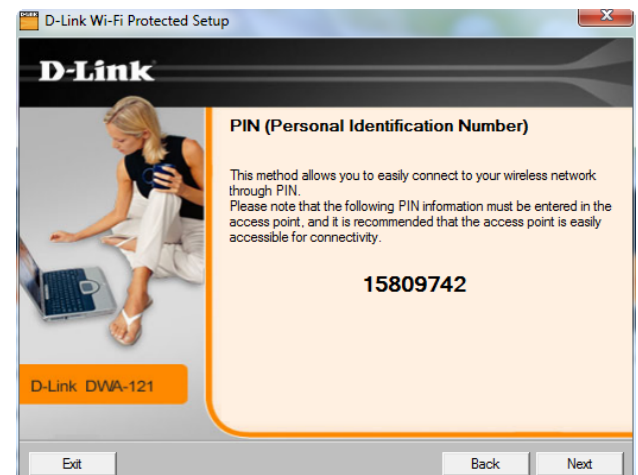 D-Link Wi-Fi Protected Setup
D-Link
PIN (Personal Identification Number)
This method allows you to easily connect to your wireless network
through PIN.
Please note that the following PIN information must be entered in the
access point, and it is recommended that the access point is easily
accessible for connectivity.
15809742
D-Link DWA-121
Exit
Back
Next